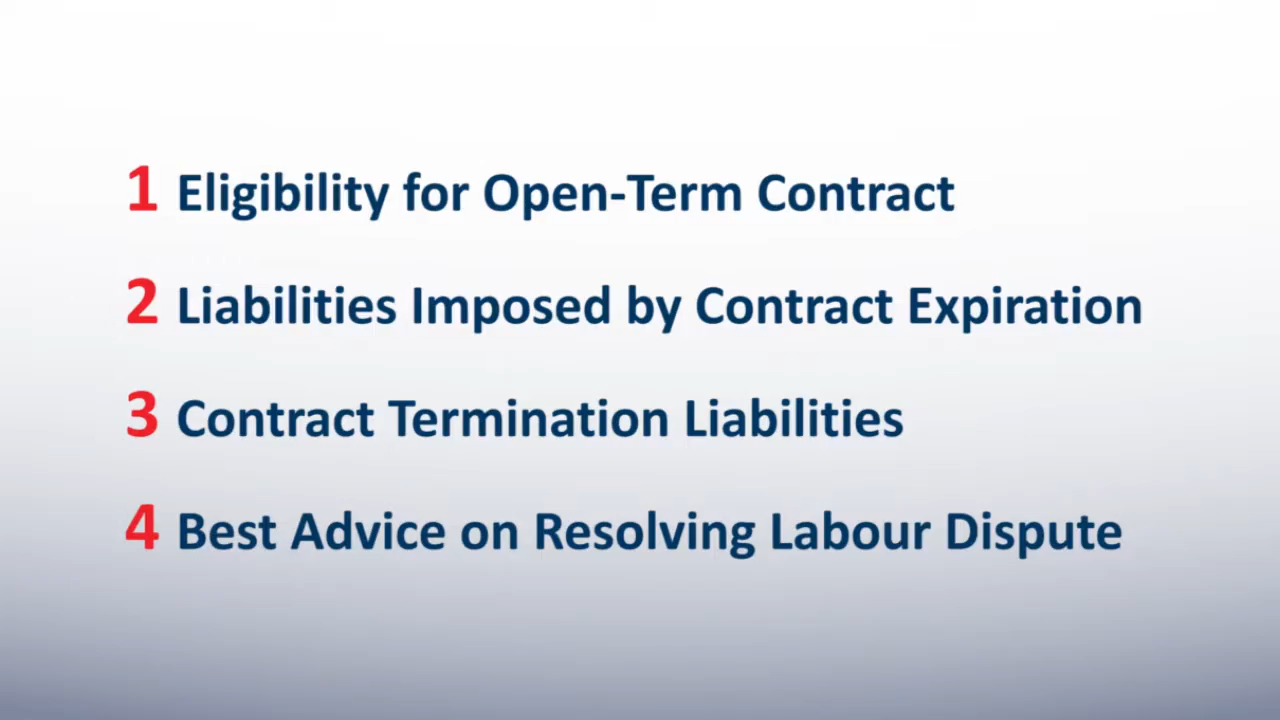 1 Eligibility for Open-Term Contract
2 Liabilities Imposed by Contract Expiration
3 Contract Termination Liabilities
4 Best Advice on Resolving Labour Dispute